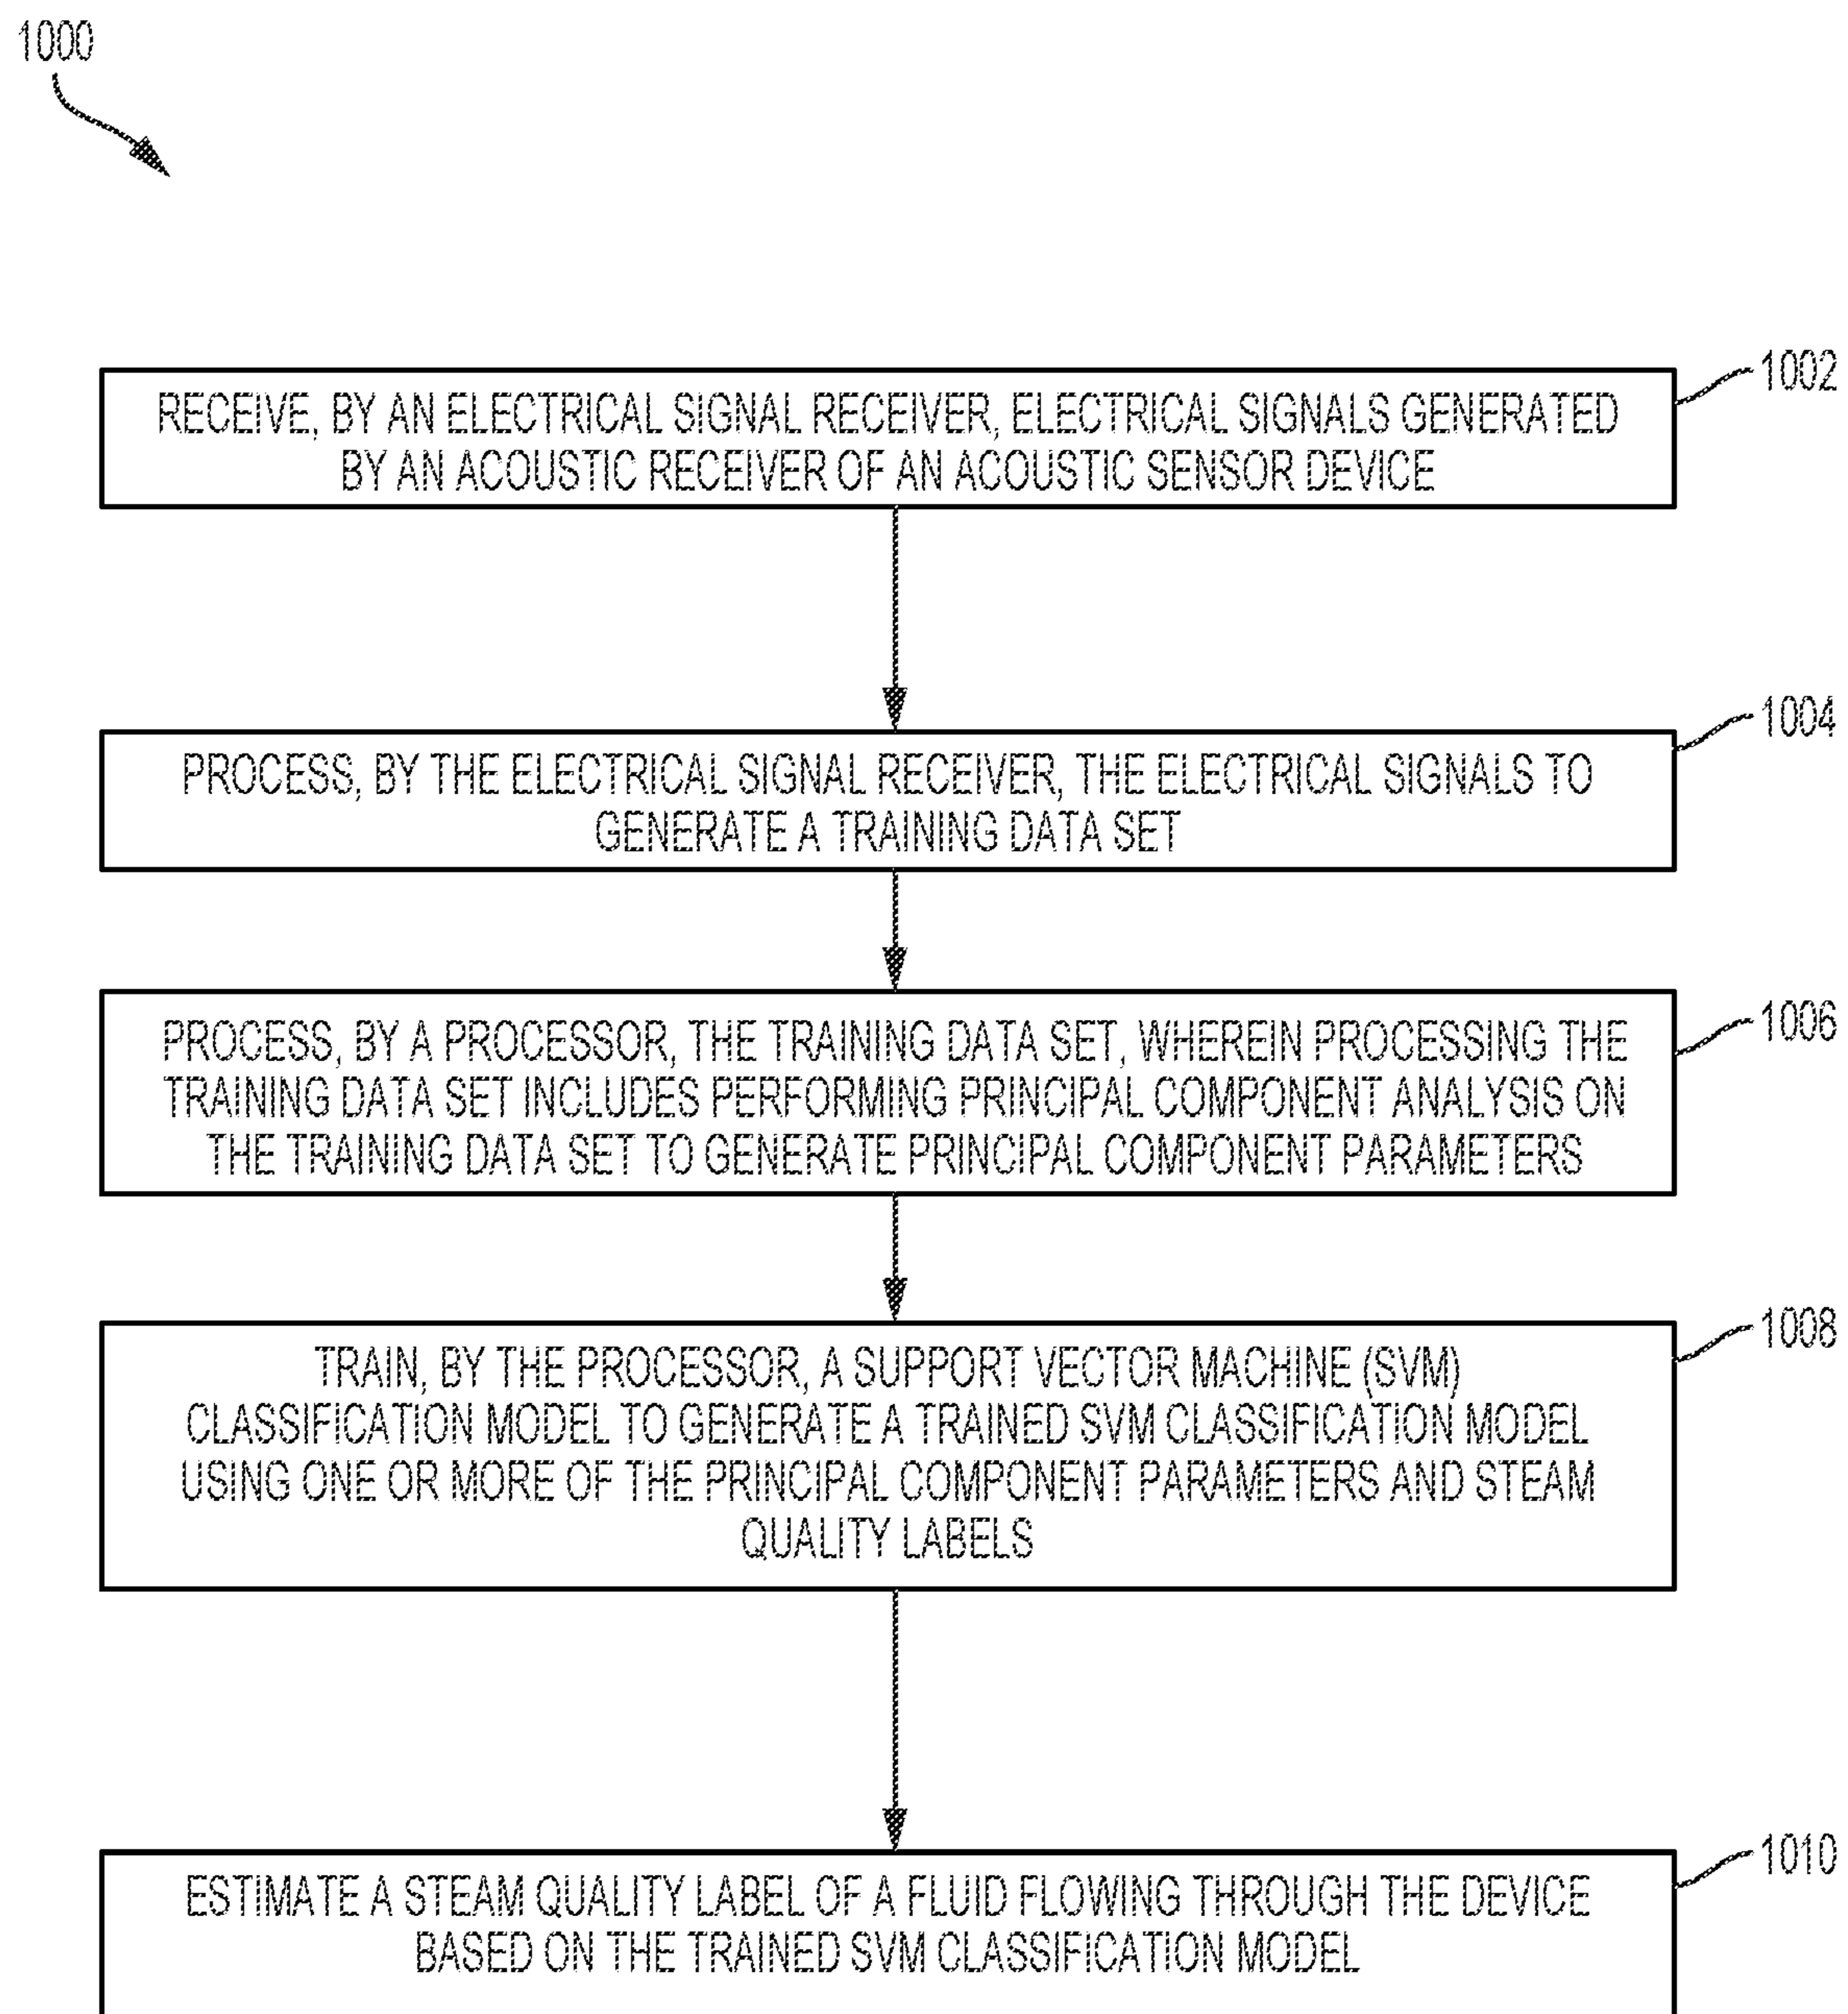 1000
1002
RECEIVE, BY AN ELECTRICAL SIGNAL RECEIVER, ELECTRICAL SIGNALS GENERATED
BY AN ACOUSTIC RECEIVER OF AN ACOUSTIC SENSOR DEVICE
1004
PROCESS, BY THE ELECTRICAL SIGNAL RECEIVER, THE ELECTRICAL SIGNALS TO
GENERATE A TRAINING DATA SET
1006
PROCESS, BY A PROCESSOR, THE TRAINING DATA SET, WHEREIN PROCESSING THE
TRAINING DATA SET INCLUDES PERFORMING PRINCIPAL COMPONENT ANALYSIS ON
THE TRAINING DATA SET TO GENERATE PRINCIPAL COMPONENT PARAMETERS
1008
TRAIN, BY THE PROCESSOR, A SUPPORT VECTOR MACHINE (SVM)
CLASSIFICATION MODEL TO GENERATE A TRAINED SVM CLASSIFICATION MODEL
USING ONE OR MORE OF THE PRINCIPAL COMPONENT PARAMETERS AND STEAM
QUALITY LABELS
1010
ESTIMATE A STEAM QUALITY LABEL OF A FLUID FLOWING THROUGH THE DEVICE
BASED ON THE TRAINED SVM CLASSIFICATION MODEL